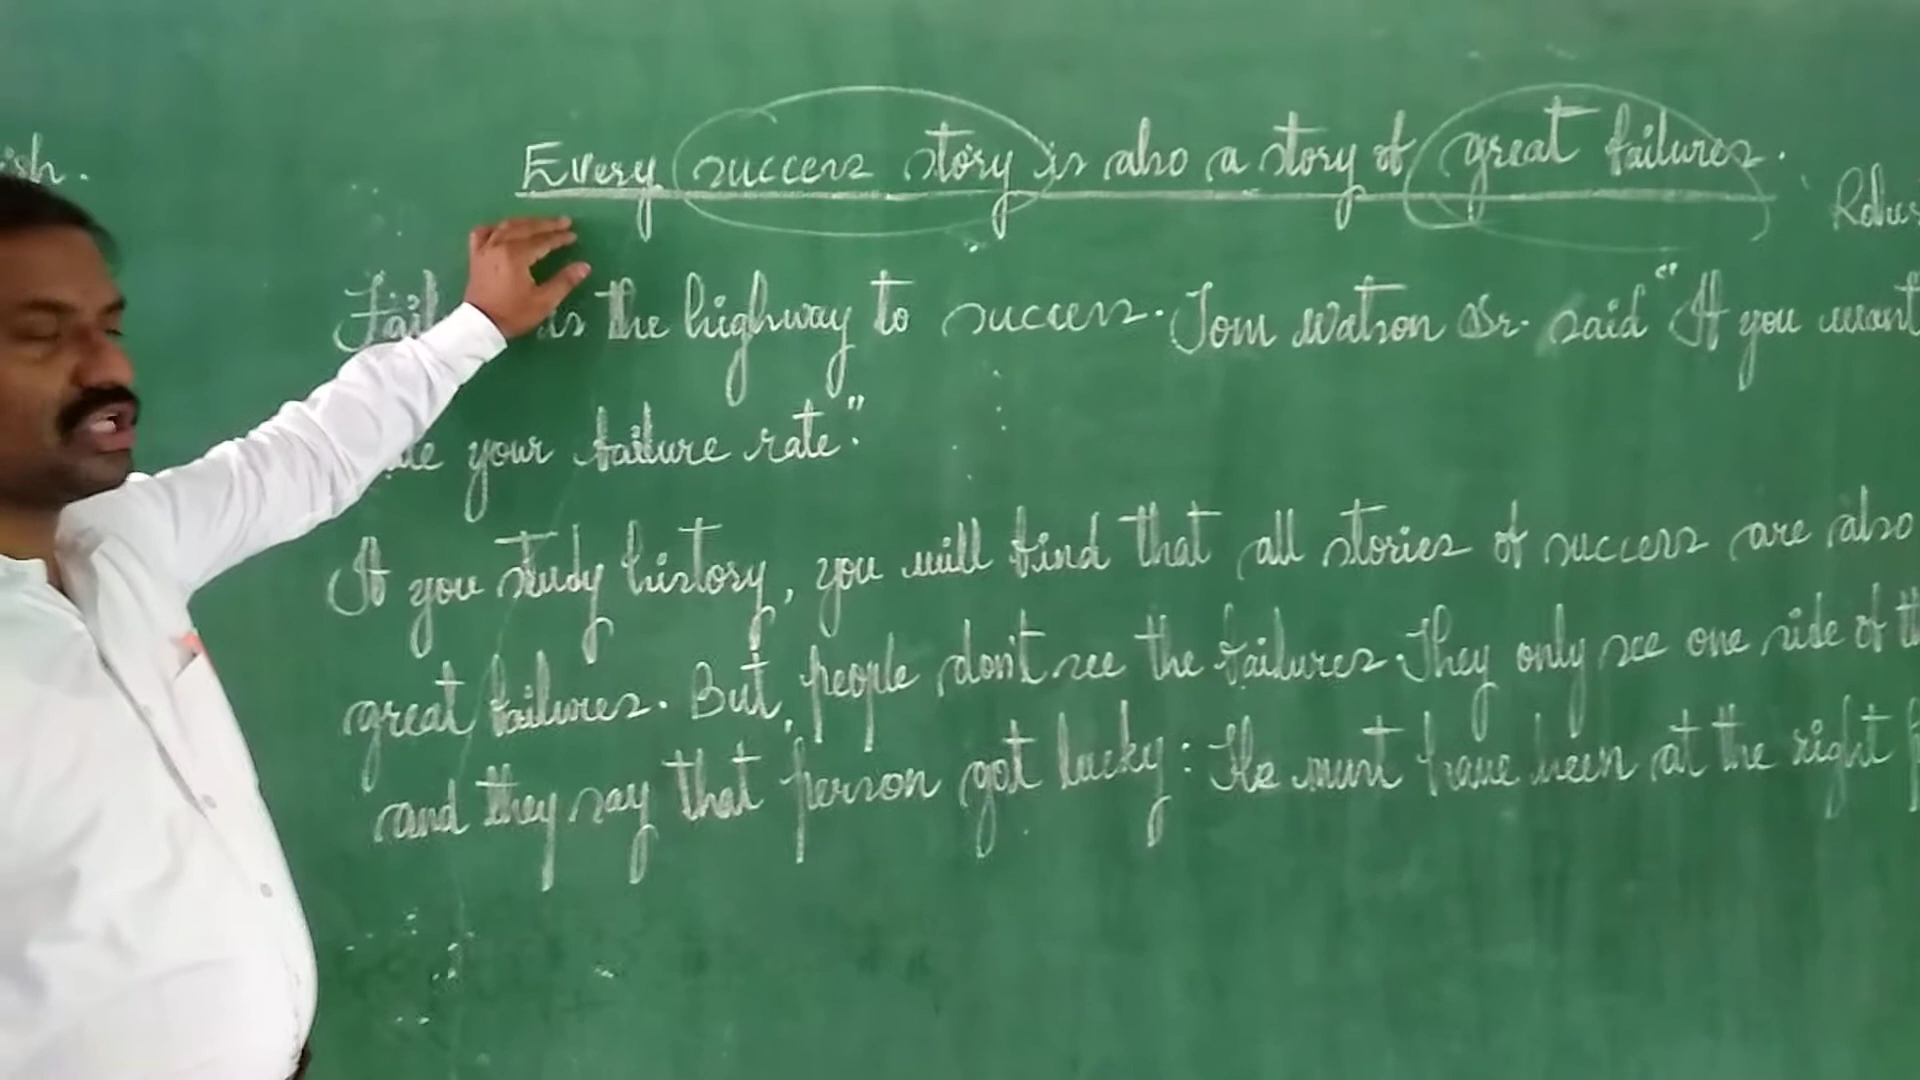 Every success story is also a story of great failures.
is the highway to success. Tom Watson Sr. said "If you want
your failure rate."
If you study history, you will find that all stories of success are also
great failures. But, people don't see the failures. They only see one side of
and they say that person got lucky: He must have been at the right